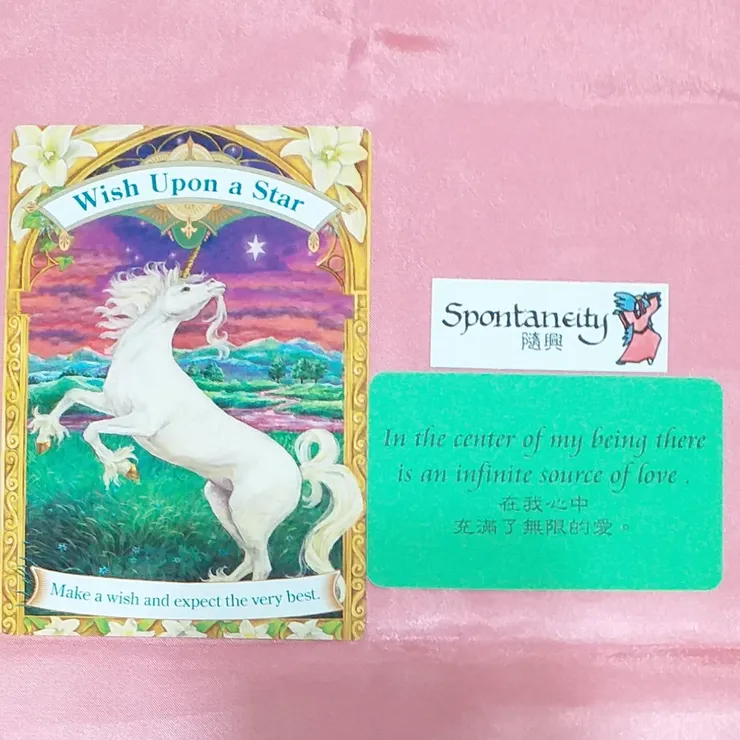 Wish Upon a Star
Make a wish and expect the very best.
Spontaneity
隨興
In the center of my being there
is an infinite source of love .
在我心中
充滿了無限的愛。